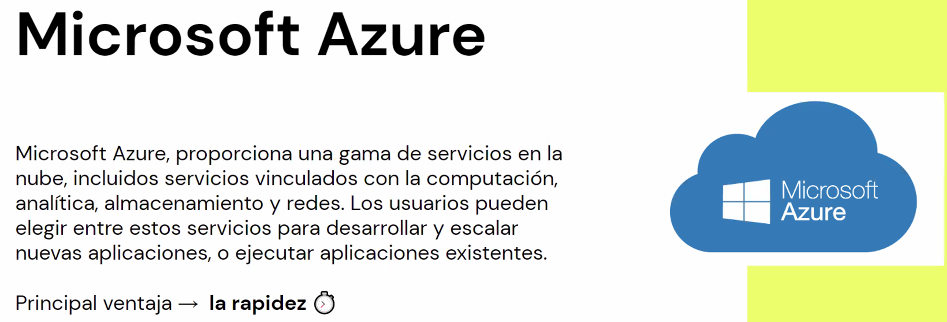 Microsoft Azure
Microsoft Azure, proporciona una gama de servicios en la
nube, incluidos servicios vinculados con la computación,
analítica, almacenamiento y redes. Los usuarios pueden
elegir entre estos servicios para desarrollar y escalar
nuevas aplicaciones, o ejecutar aplicaciones existentes.
Principal ventaja → la rapidez ⏱
Microsoft
Azure